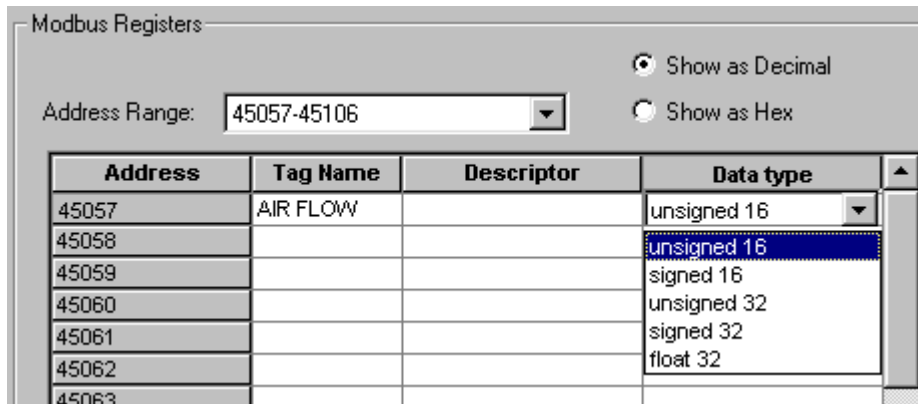 Modbus Registers
Show as Decimal
Address Range: 45057-45106 Show as Hex
Address Tag Name Descriptor Data type
45057 AIR FLOW unsigned 16
45058 unsigned 16
45059 signed 16
45060 unsigned 32
45061 signed 32
45062 float 32
45063